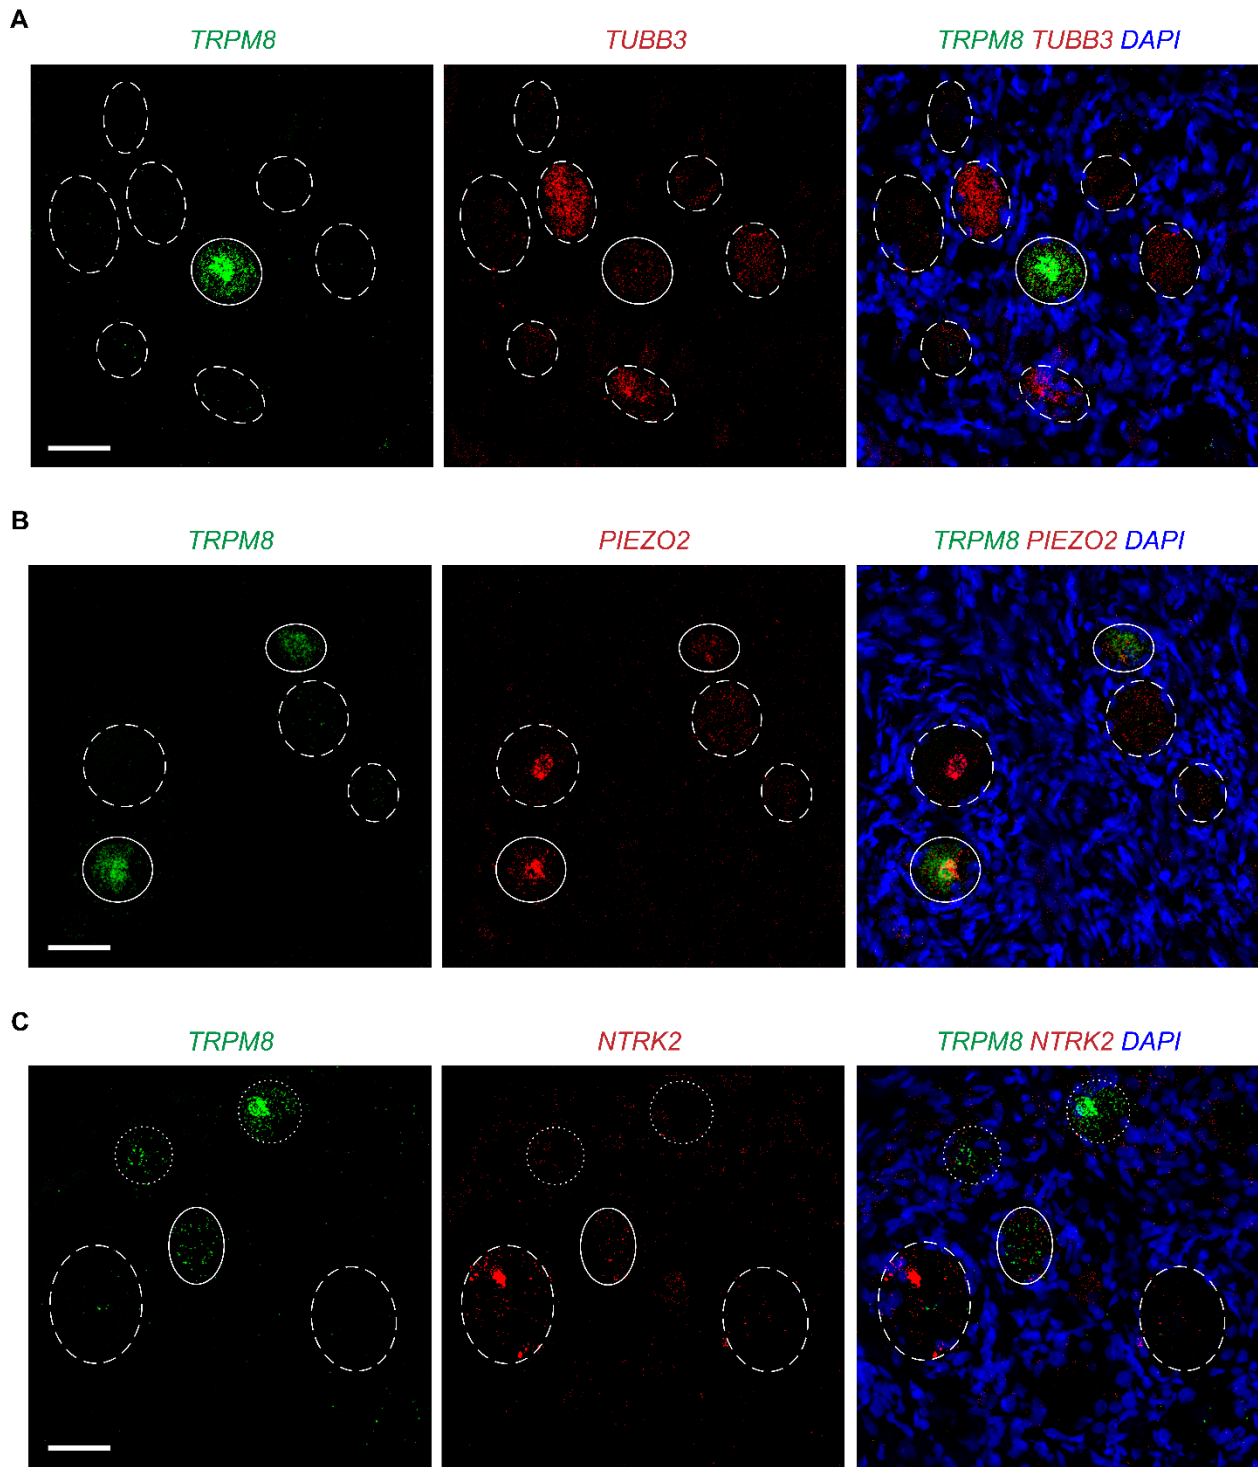 A
TRPM8 TUBB3 TRPM8 TUBB3 DAPI
B
TRPM8 PIEZO2 TRPM8 PIEZO2 DAPI
C
TRPM8 NTRK2 TRPM8 NTRK2 DAPI